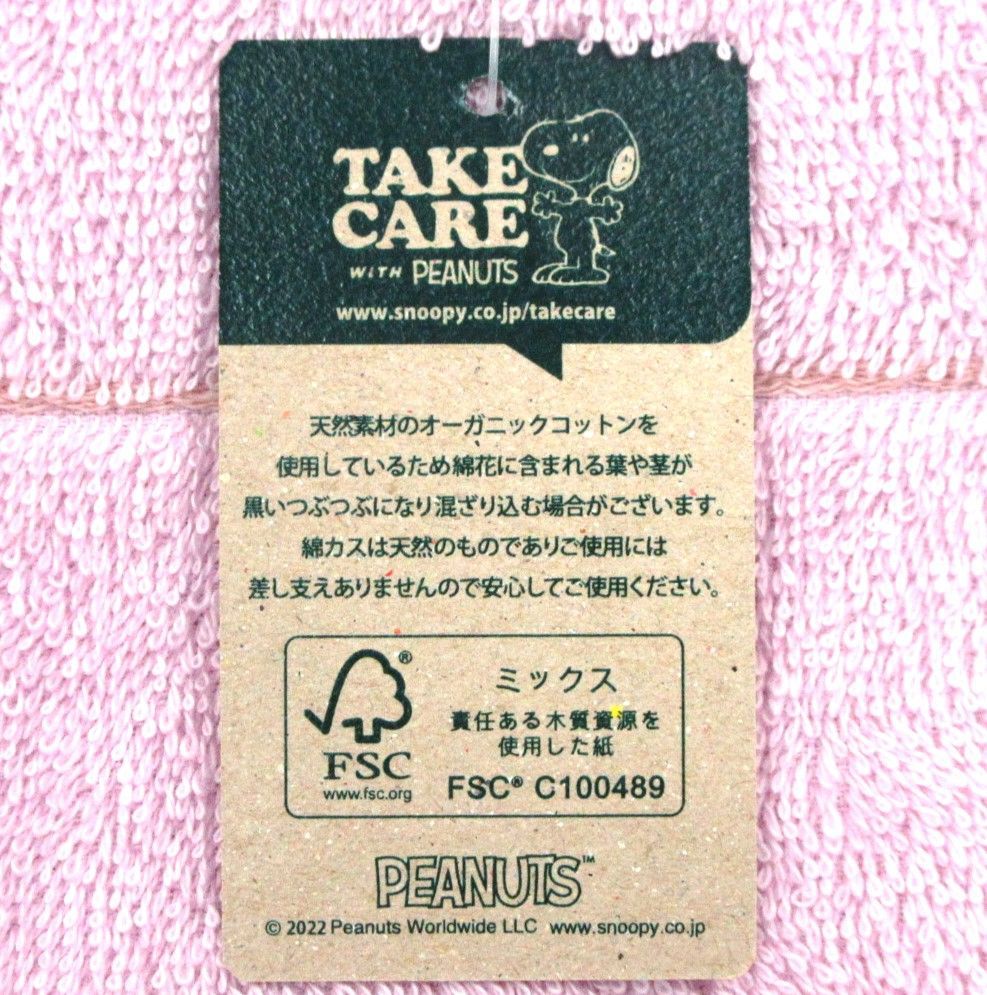 TAKE
CARE
WITH PEANUTS
www.snoopy.co.jp/takecare
天然素材のオーガニックコットンを
使用しているため綿花に含まれる葉や茎が
黒いつぶつぶになり混ざり込む場合がございます。
綿カスは天然のものでありご使用には
差し支えありませんので安心してご使用ください。
®
FSC
www.fsc.org
ミックス
責任ある木質資源を
使用した紙
FSC® C100489
PEANUTS™
© 2022 Peanuts Worldwide LLC www.snoopy.co.jp